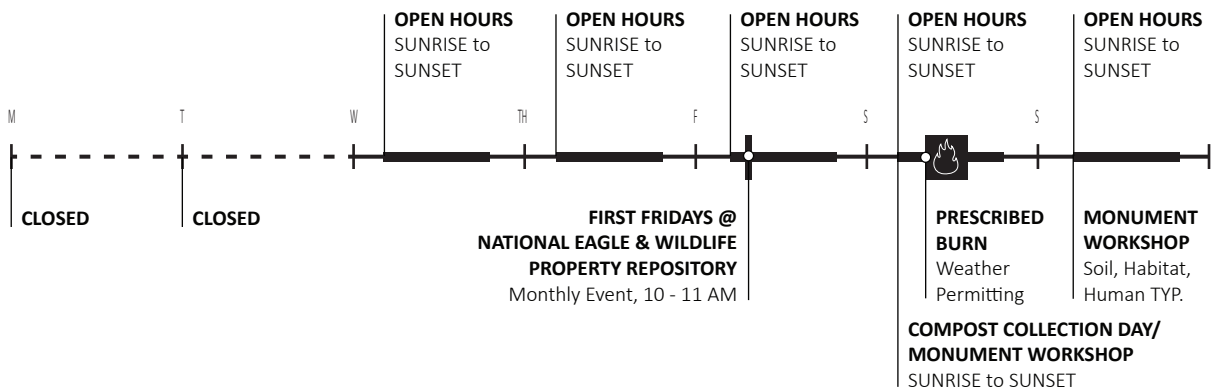 OPEN HOURS
SUNRISE to
SUNSET
OPEN HOURS
SUNRISE to
SUNSET
OPEN HOURS
SUNRISE to
SUNSET
OPEN HOURS
SUNRISE to
SUNSET
OPEN HOURS
SUNRISE to
SUNSET
M
T
W
TH
F
S
S
CLOSED
CLOSED
FIRST FRIDAYS @
NATIONAL EAGLE & WILDLIFE
PROPERTY REPOSITORY
Monthly Event, 10 - 11 AM
PRESCRIBED
BURN
Weather
Permitting
MONUMENT
WORKSHOP
Soil, Habitat,
Human TYP.
COMPOST COLLECTION DAY/
MONUMENT WORKSHOP
SUNRISE to SUNSET